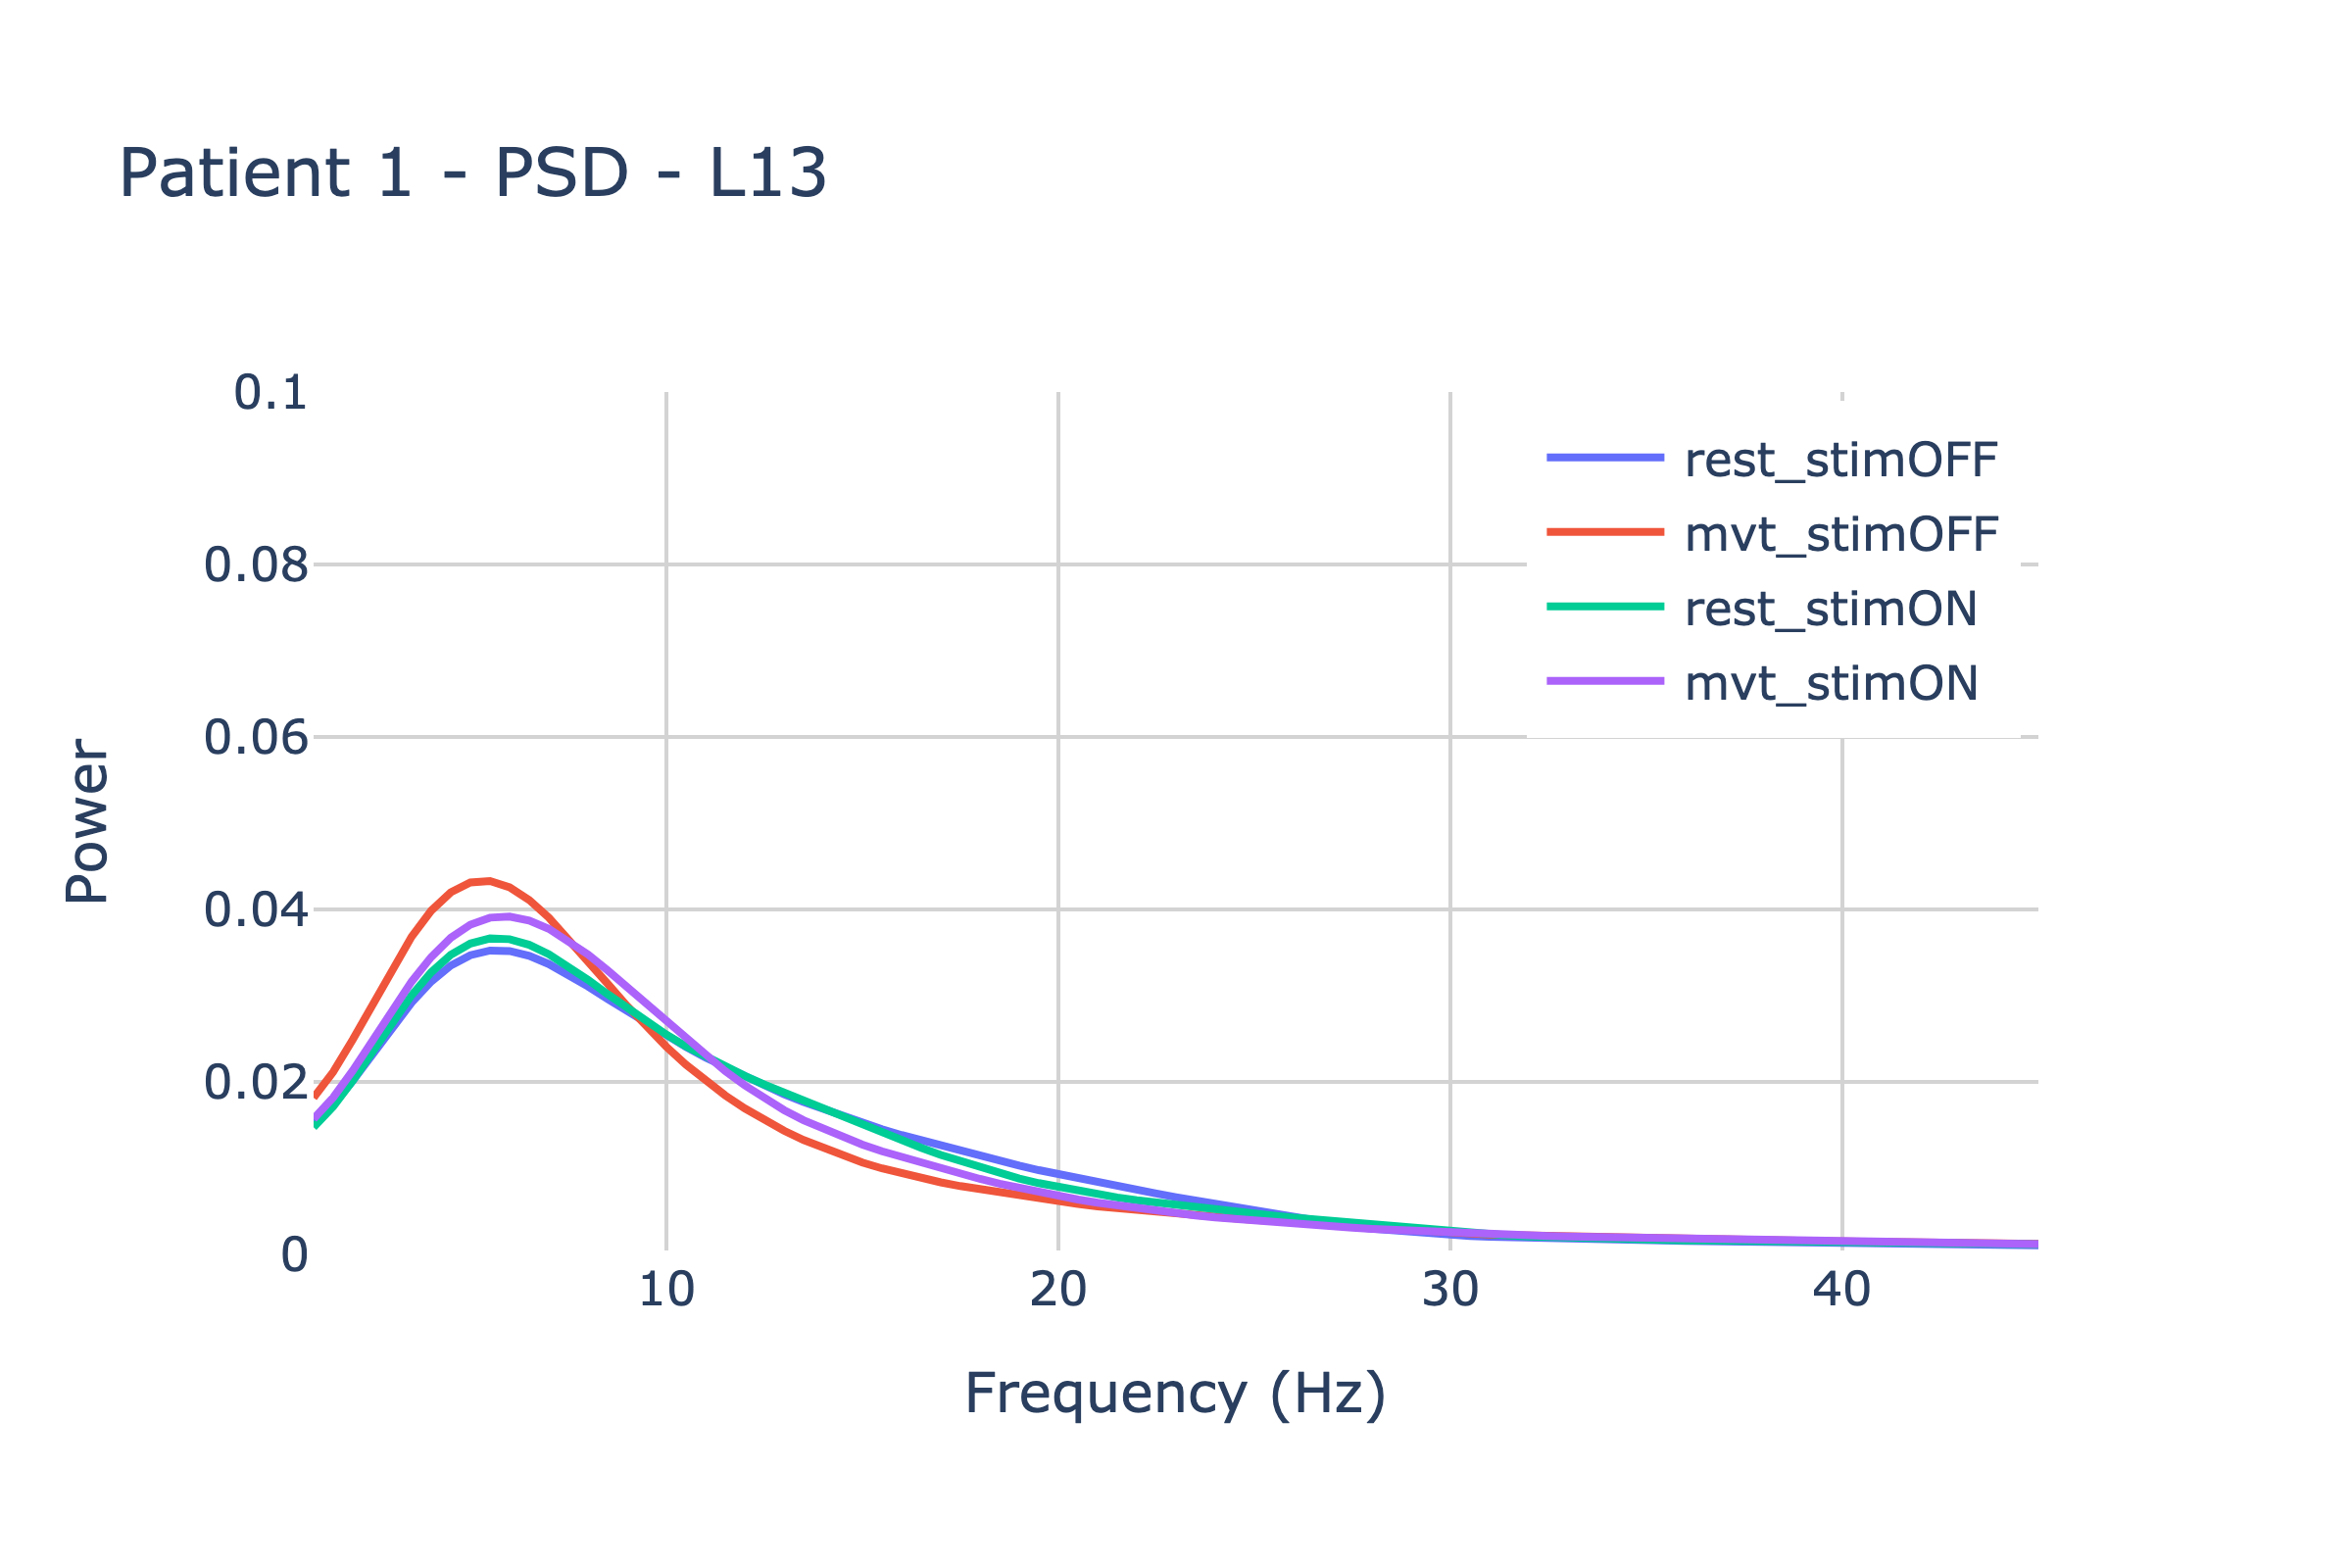 Patient 1 - PSD - L13
0.1
0.08
0.06
0.04
0.02
0
Power
10 20 30 40
Frequency (Hz)
rest_stimOFF
mvt_stimOFF
rest_stimON
mvt_stimON